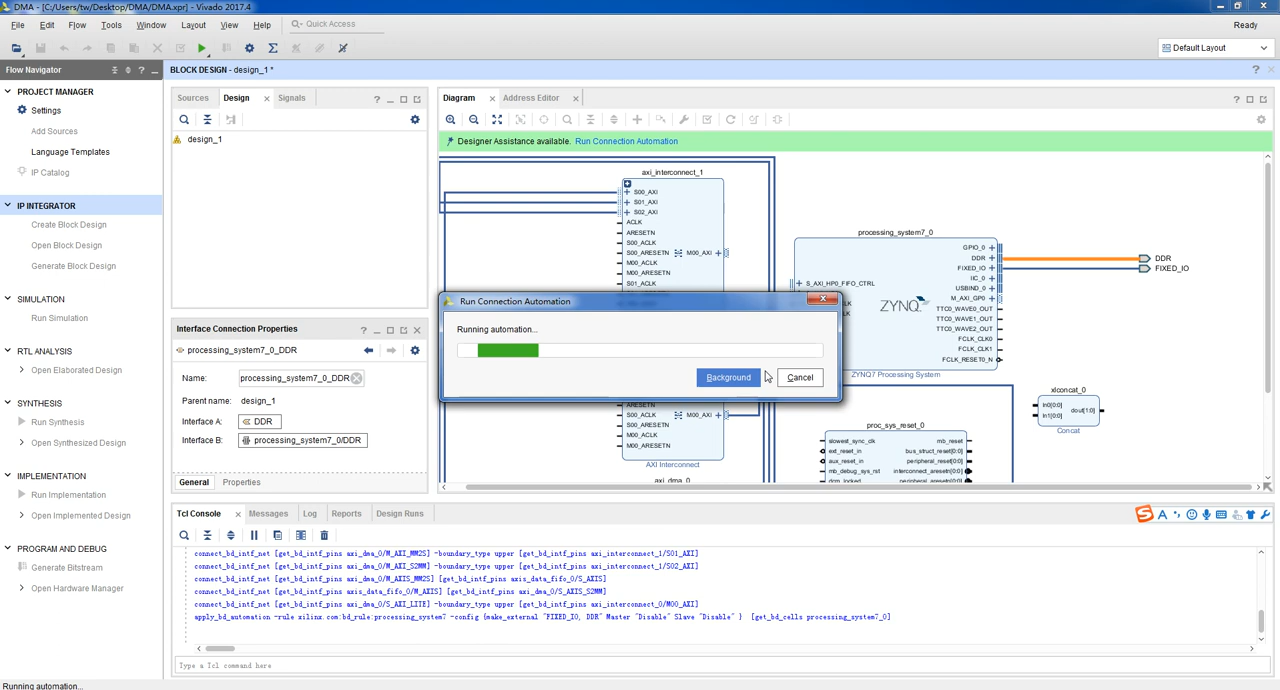 DMA - [C:/Users/tw/Desktop/DMA/DMA.xpr] - Vivado 2017.4
File Edit Flow Tools Window Layout View Help Quick Access
Ready
Default Layout
Flow Navigator
BLOCK DESIGN - design_1 *
PROJECT MANAGER
Settings
Add Sources
Language Templates
IP Catalog
IP INTEGRATOR
Create Block Design
Open Block Design
Generate Block Design
SIMULATION
Run Simulation
RTL ANALYSIS
Open Elaborated Design
SYNTHESIS
Run Synthesis
Open Synthesized Design
IMPLEMENTATION
Run Implementation
Open Implemented Design
PROGRAM AND DEBUG
Generate Bitstream
Open Hardware Manager
Sources Design Signals
design_1
Interface Connection Properties
processing_system7_0_DDR
Name: processing_system7_0_DDR
Parent name: design_1
Interface A: DDR
Interface B: processing_system7_0/DDR
General Properties
Diagram Address Editor
Designer Assistance available. Run Connection Automation
axi_interconnect_1
S00_AXI
S01_AXI
S02_AXI
ACLK
ARESETN
S00_ACLK
S00_ARESETN M00_AXI
M00_ACLK
M00_ARESETN
S01_ACLK
processing_system7_0
GPIO_0
DDR
FIXED_IO
IIC_0
USBIND_0
M_AXI_GP0
TTC0_WAVE0_OUT
TTC0_WAVE1_OUT
TTC0_WAVE2_OUT
FCLK_CLK0
FCLK_CLK1
FCLK_RESET0_N
S_AXI_HP0_FIFO_CTRL
ZYNQ
ZYNQ7 Processing System
DDR
FIXED_IO
Run Connection Automation
Running automation...
Background Cancel
ARESETN
S00_ACLK M00_AXI
S00_ARESETN
M00_ACLK
M00_ARESETN
AXI Interconnect
axi_dma_0
proc_sys_reset_0
slowest_sync_clk mb_reset
ext_reset_in bus_struct_reset[0:0]
aux_reset_in peripheral_reset[0:0]
mb_debug_sys_rst interconnect_aresetn[0:0]
dcm_locked peripheral_aresetn[0:0]
xlconcat_0
In0[0:0]
In1[0:0]
dout[1:0]
Concat
Tcl Console Messages Log Reports Design Runs
connect_bd_intf_net [get_bd_intf_pins axi_dma_0/M_AXI_MM2S] -boundary_type upper [get_bd_intf_pins axi_interconnect_1/S01_AXI]
connect_bd_intf_net [get_bd_intf_pins axi_dma_0/M_AXI_S2MM] -boundary_type upper [get_bd_intf_pins axi_interconnect_1/S02_AXI]
connect_bd_intf_net [get_bd_intf_pins axi_dma_0/M_AXIS_MM2S] [get_bd_intf_pins axis_data_fifo_0/S_AXIS]
connect_bd_intf_net [get_bd_intf_pins axis_data_fifo_0/M_AXIS] [get_bd_intf_pins axi_dma_0/S_AXIS_S2MM]
connect_bd_intf_net [get_bd_intf_pins axi_dma_0/S_AXI_LITE] -boundary_type upper [get_bd_intf_pins axi_interconnect_0/M00_AXI]
apply_bd_automation -rule xilinx.com:bd_rule:processing_system7 -config {make_external "FIXED_IO, DDR" Master "Disable" Slave "Disable" } [get_bd_cells processing_system7_0]
Type a Tcl command here
Running automation...